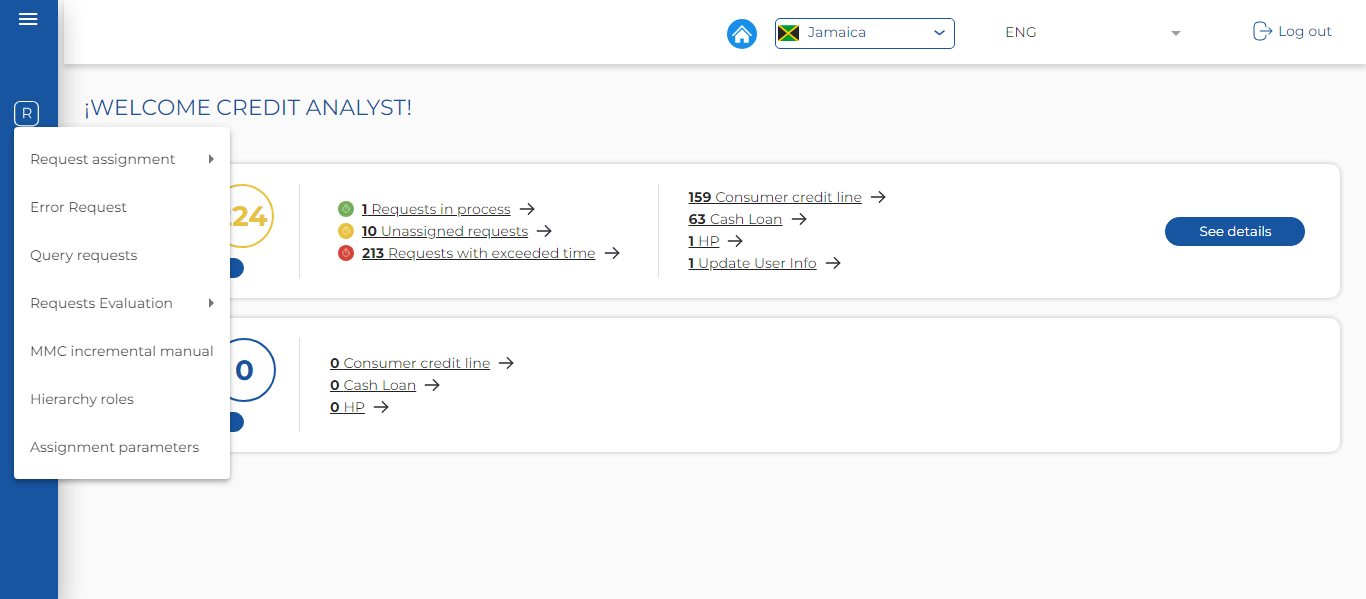 Jamaica
ENG
Log out
R
¡WELCOME CREDIT ANALYST!
Request assignment
Error Request
Query requests
Requests Evaluation
MMC incremental manual
Hierarchy roles
Assignment parameters
24
1 Requests in process
10 Unassigned requests
213 Requests with exceeded time
159 Consumer credit line
63 Cash Loan
1 HP
1 Update User Info
See details
0
0 Consumer credit line
0 Cash Loan
0 HP